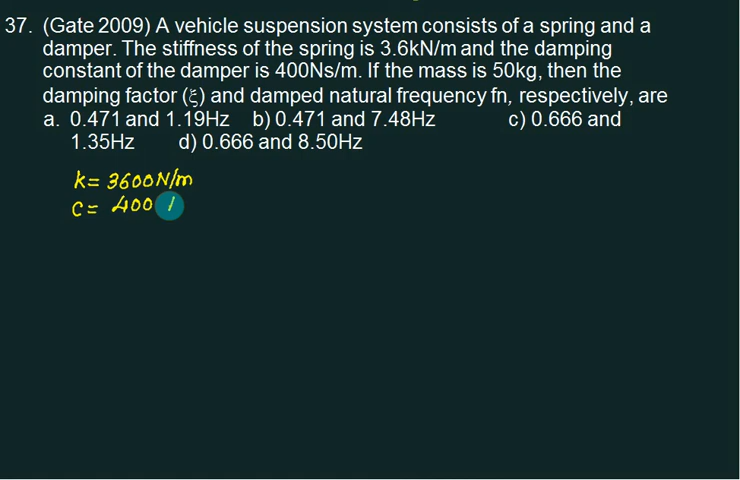 37. (Gate 2009) A vehicle suspension system consists of a spring and a
damper. The stiffness of the spring is 3.6kN/m and the damping
constant of the damper is 400Ns/m. If the mass is 50kg, then the
damping factor (ξ) and damped natural frequency fn, respectively, are
a. 0.471 and 1.19Hz b) 0.471 and 7.48Hz c) 0.666 and
1.35Hz d) 0.666 and 8.50Hz
k= 3600N/m
c= 400